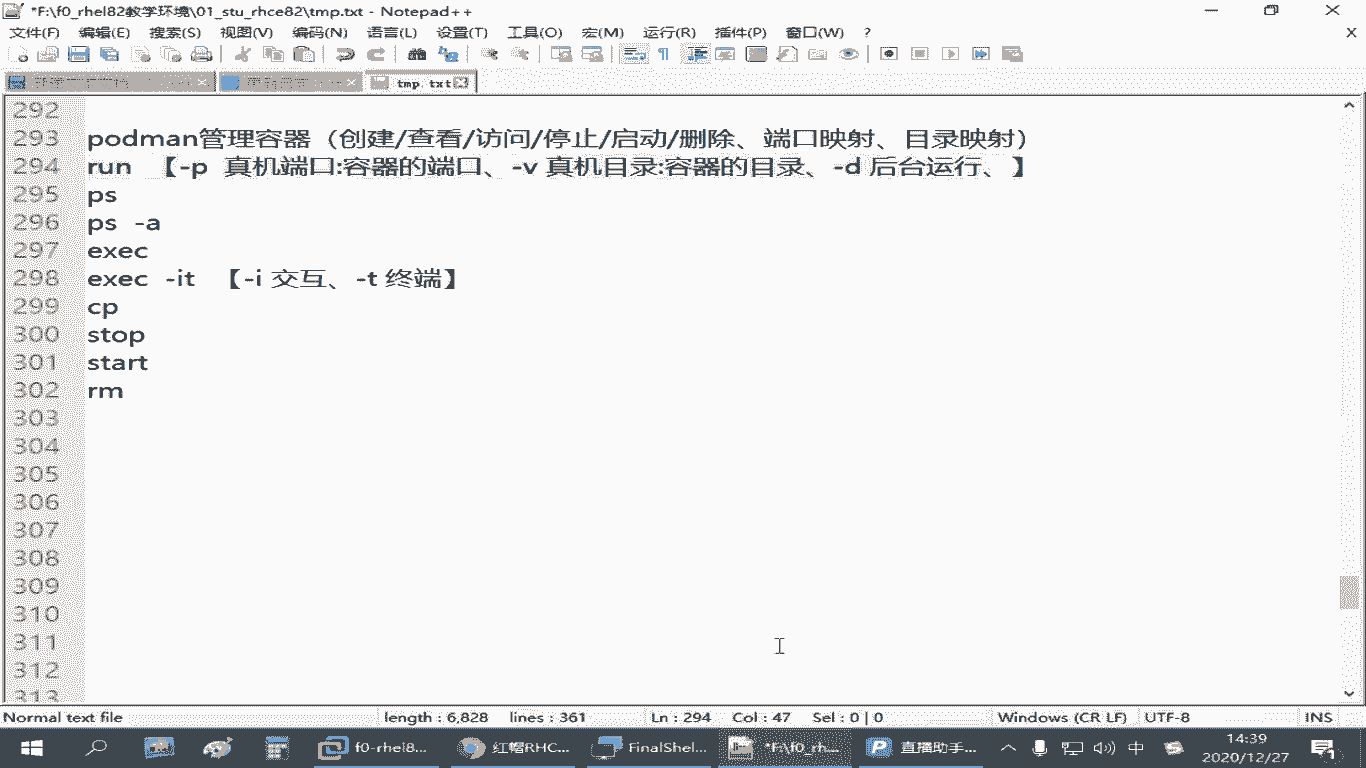 *F:\f0_rhel82教学环境\01_stu_rhce82\tmp.txt - Notepad++
文件(F) 编辑(E) 搜索(S) 视图(V) 编码(N) 语言(L) 设置(T) 工具(O) 宏(M) 运行(R) 插件(P) 窗口(W) ? X
tmp. txt
292
293 podman管理容器（创建/查看/访问/停止/启动/删除、端口映射、目录映射）
294 run 【-p 真机端口:容器的端口、-v 真机目录:容器的目录、-d 后台运行、 】
295 ps
296 ps -a
297 exec
298 exec -it 【-i 交互、-t 终端】
299 cp
300 stop
301 start
302 rm
303
304
305
306
307
308
309
310
311
312
313
Normal text file length : 6,828 lines : 361 Ln : 294 Col : 47 Sel : 0 | 0 Windows (CR LF) UTF-8 INS
f0-rhel8... 红帽RHC... FinalShel... *F:\f0_rh... 直播助手... 中 14:39
2020/12/27